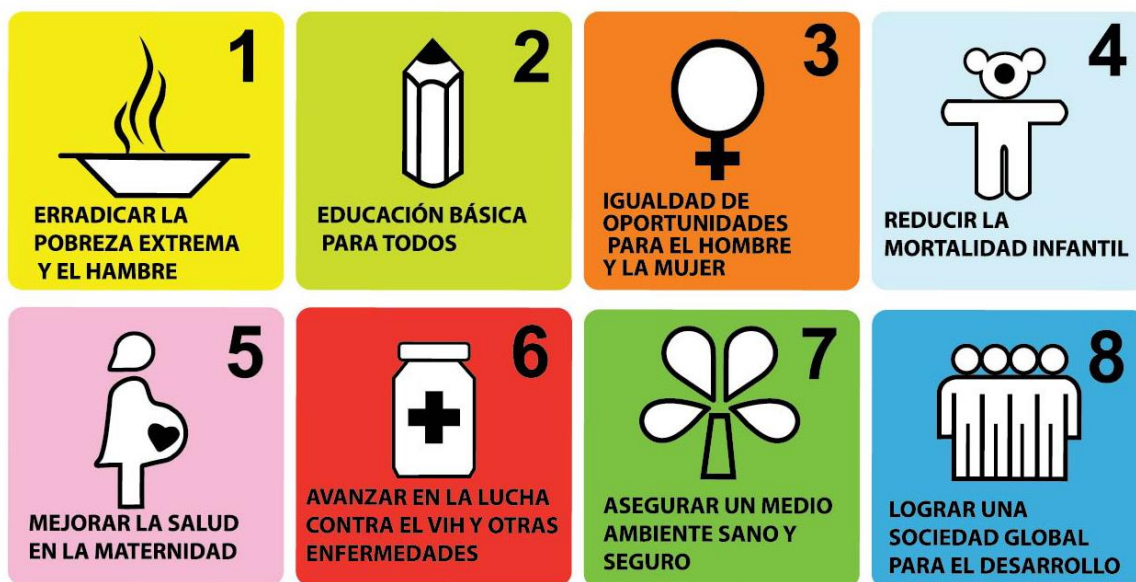 1
ERRADICAR LA
POBREZA EXTREMA
Y EL HAMBRE
2
EDUCACIÓN BÁSICA
PARA TODOS
3
IGUALDAD DE
OPORTUNIDADES
PARA EL HOMBRE
Y LA MUJER
4
REDUCIR LA
MORTALIDAD INFANTIL
5
MEJORAR LA SALUD
EN LA MATERNIDAD
6
AVANZAR EN LA LUCHA
CONTRA EL VIH Y OTRAS
ENFERMEDADES
7
ASEGURAR UN MEDIO
AMBIENTE SANO Y
SEGURO
8
LOGRAR UNA
SOCIEDAD GLOBAL
PARA EL DESARROLLO